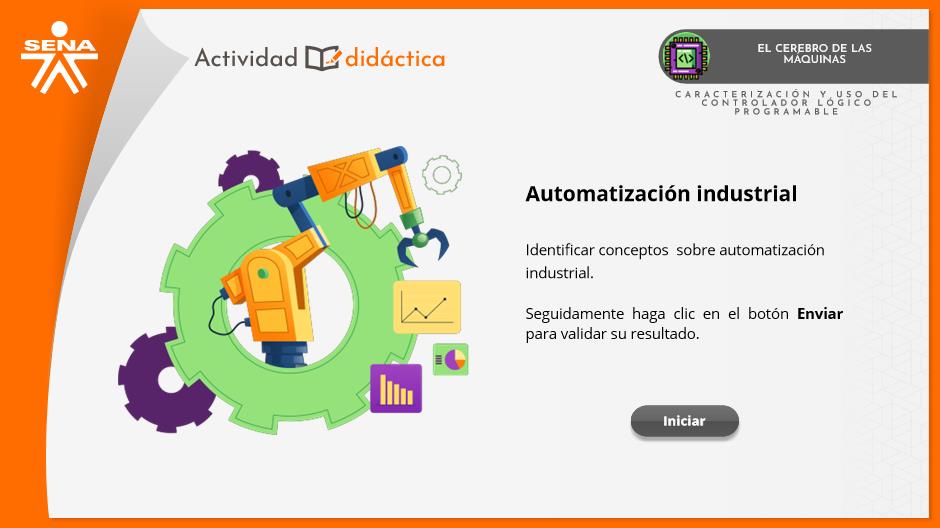 SENA
Actividad didáctica
EL CEREBRO DE LAS
MÁQUINAS
CARACTERIZACIÓN Y USO DEL
CONTROLADOR LÓGICO
PROGRAMABLE
Automatización industrial
Identificar conceptos sobre automatización
industrial.
Seguidamente haga clic en el botón Enviar
para validar su resultado.
Iniciar